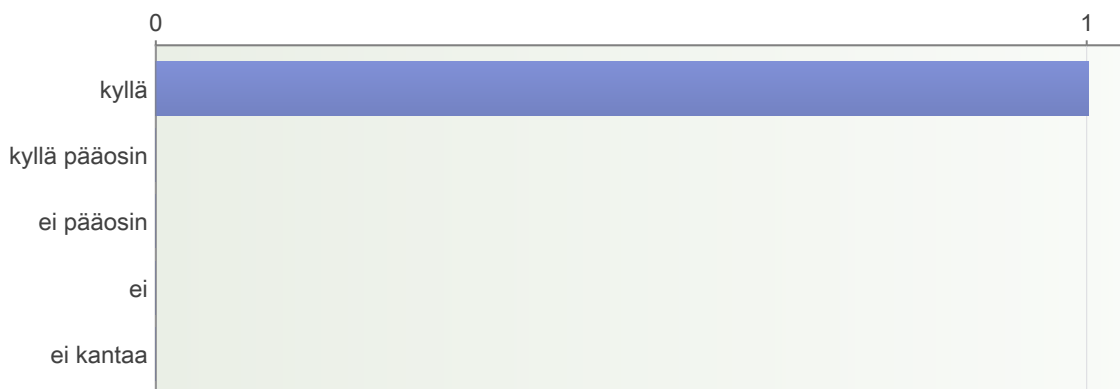 0 1
kyllä
kyllä pääosin
ei pääosin
ei
ei kantaa